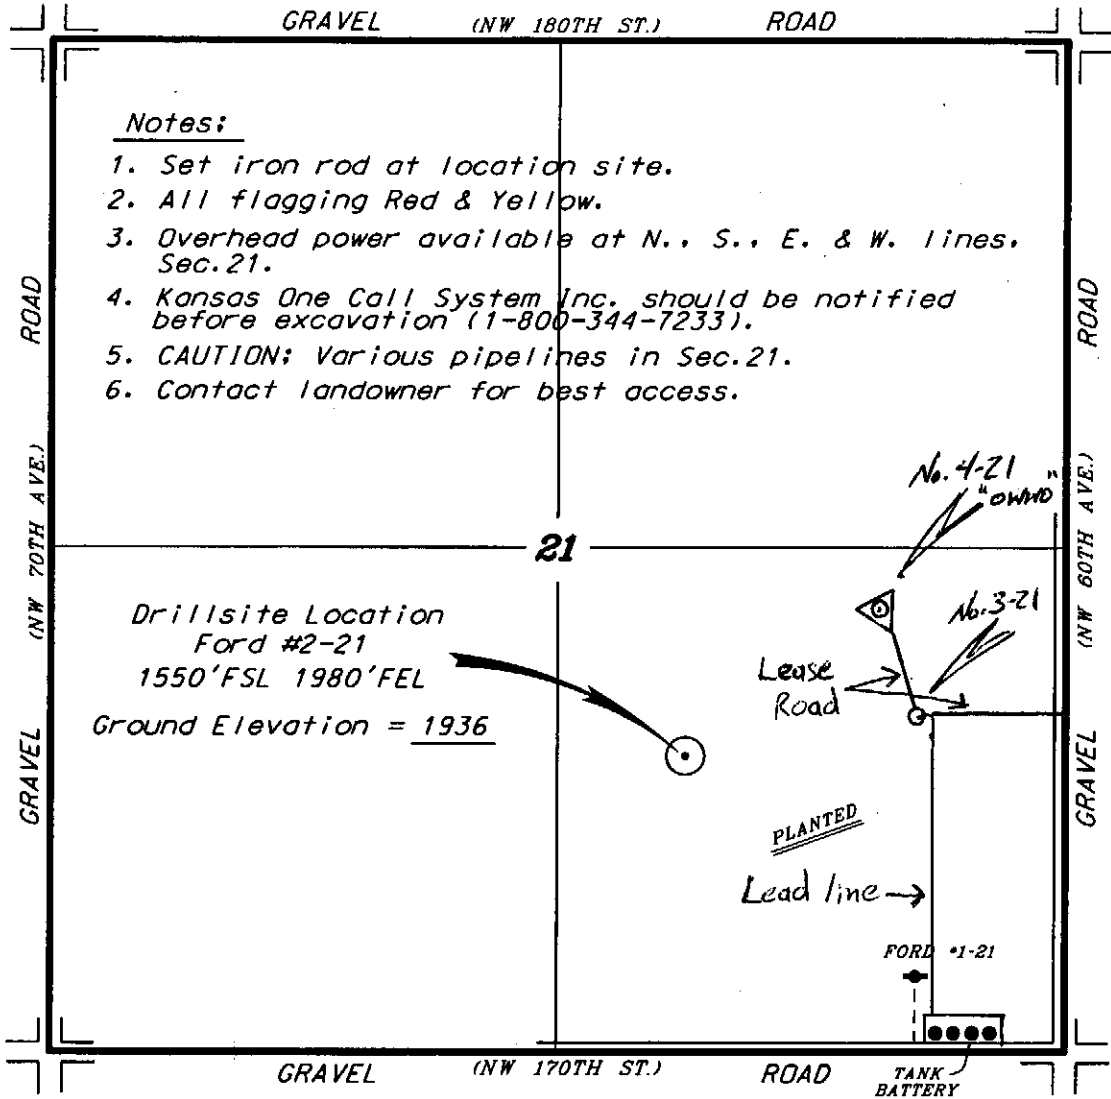 GRAVEL (NW 180TH ST.) ROAD
Notes:
1. Set iron rod at location site.
2. All flagging Red & Yellow.
3. Overhead power available at N., S., E. & W. lines,
Sec.21.
4. Kansas One Call System Inc. should be notified
before excavation (1-800-344-7233).
5. CAUTION: Various pipelines in Sec.21.
6. Contact landowner for best access.
ROAD
(NW 70TH AVE.)
GRAVEL
ROAD
(NW 60TH AVE.)
GRAVEL
No. 4-21
"OWWO"
21
Drillsite Location
Ford #2-21
1550'FSL 1980'FEL
Ground Elevation = 1936
No. 3-21
Lease
Road
PLANTED
Lead line
FORD #1-21
TANK
BATTERY
GRAVEL (NW 170TH ST.) ROAD